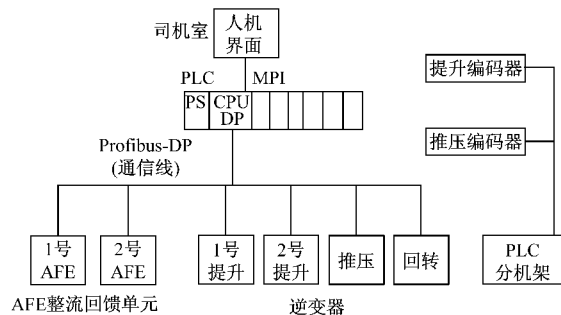 司机室
人机
界面
PLC
MPI
PS
CPU
DP
提升编码器
推压编码器
Profibus-DP
(通信线)
1号
AFE
2号
AFE
1号
提升
2号
提升
推压
回转
PLC
分机架
AFE整流回馈单元
逆变器